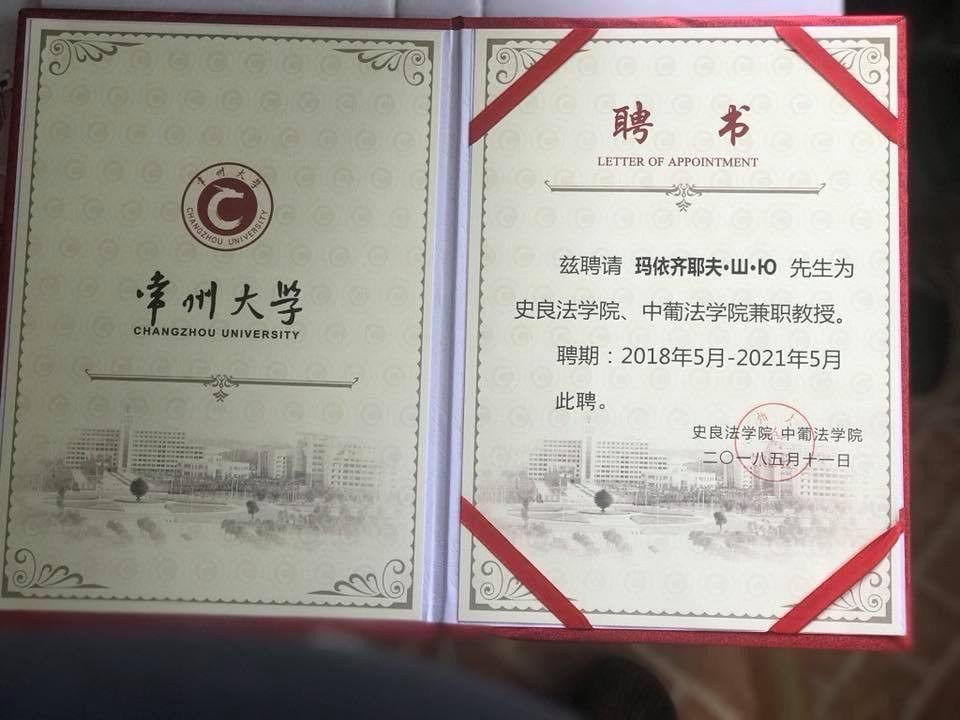 常州大学
CHANGZHOU UNIVERSITY
常州大学
CHANGZHOU UNIVERSITY
聘书
LETTER OF APPOINTMENT
兹聘请 玛依齐耶夫·Ш·Ю 先生为
史良法学院、中葡法学院兼职教授。
聘期：2018年5月-2021年5月
此聘。
史良法学院 中葡法学院
二〇一八五月十一日